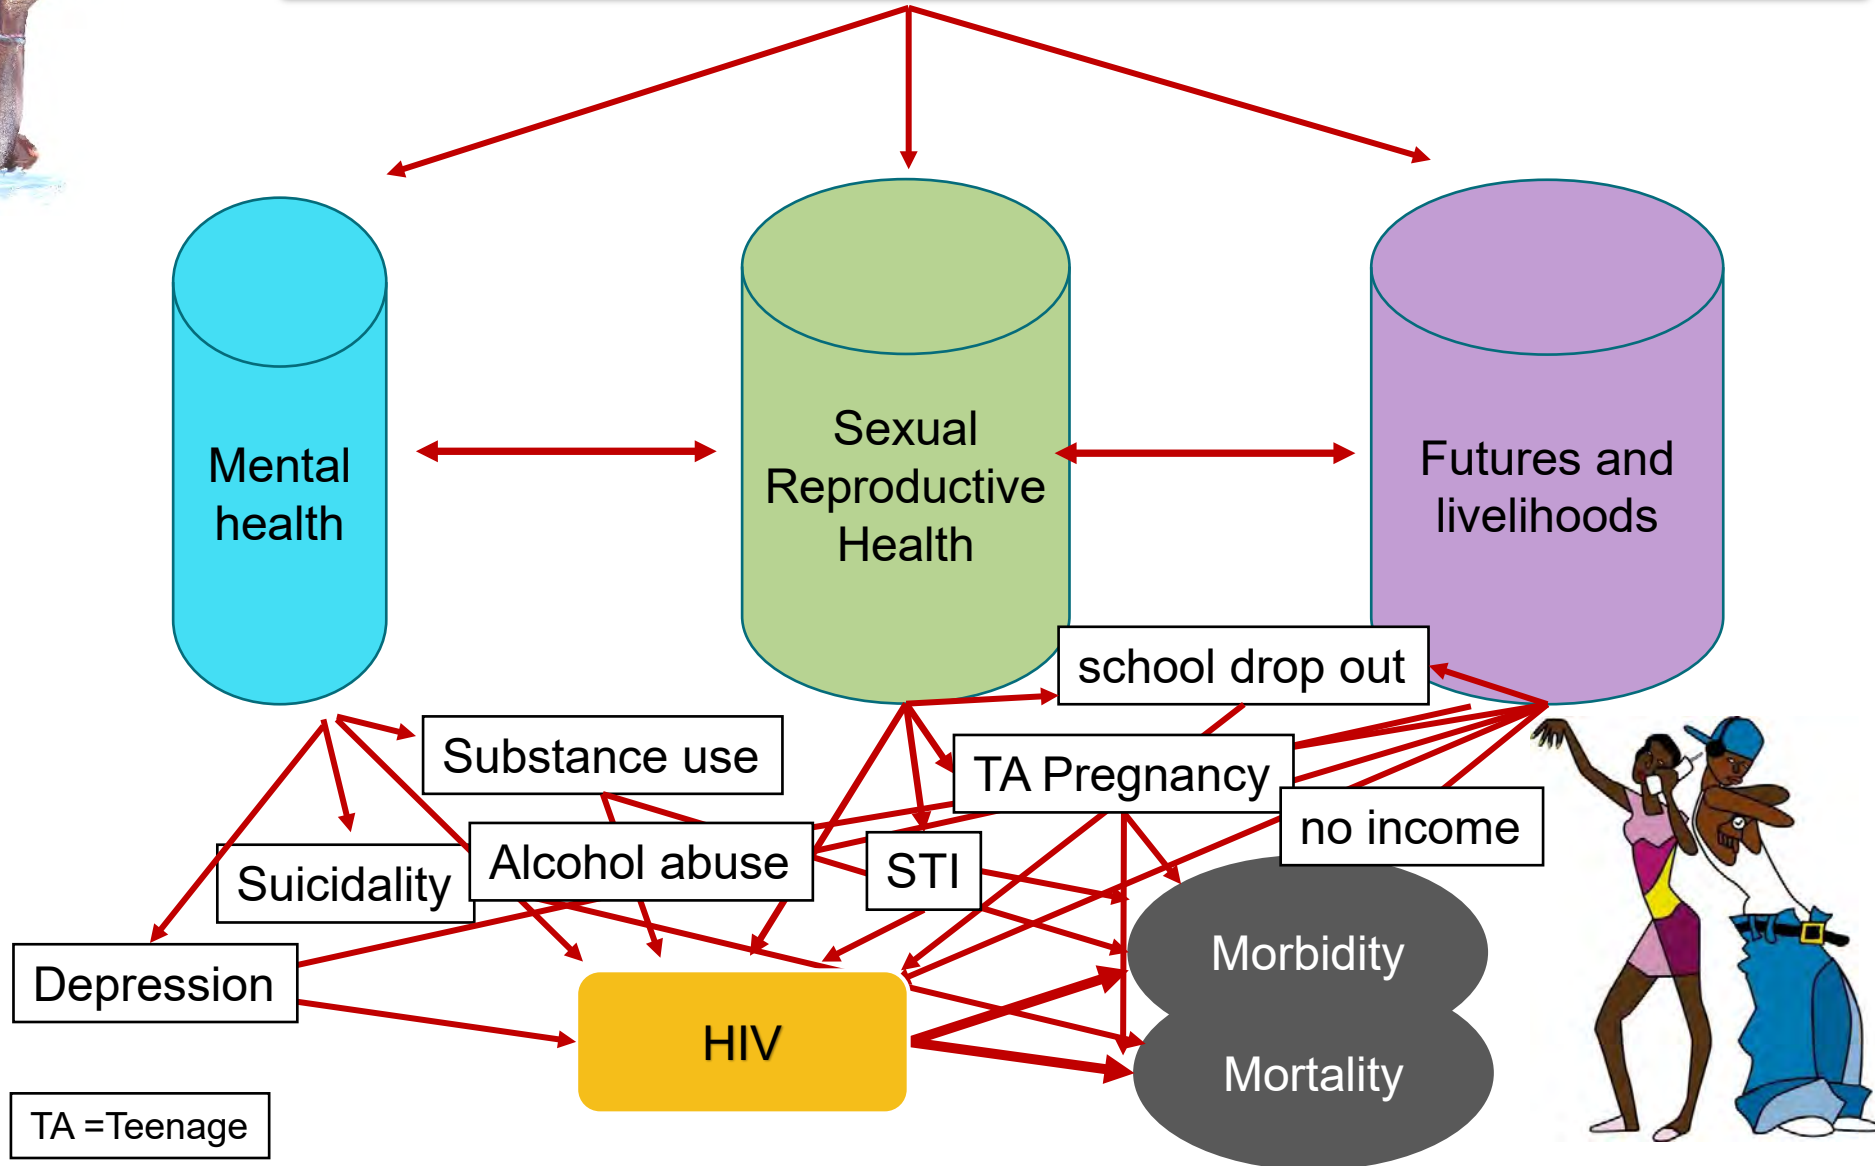 Mental
health
Sexual
Reproductive
Health
Futures and
livelihoods
school drop out
Substance use
TA Pregnancy
no income
Alcohol abuse
STI
Suicidality
Depression
HIV
Morbidity
Mortality
TA =Teenage